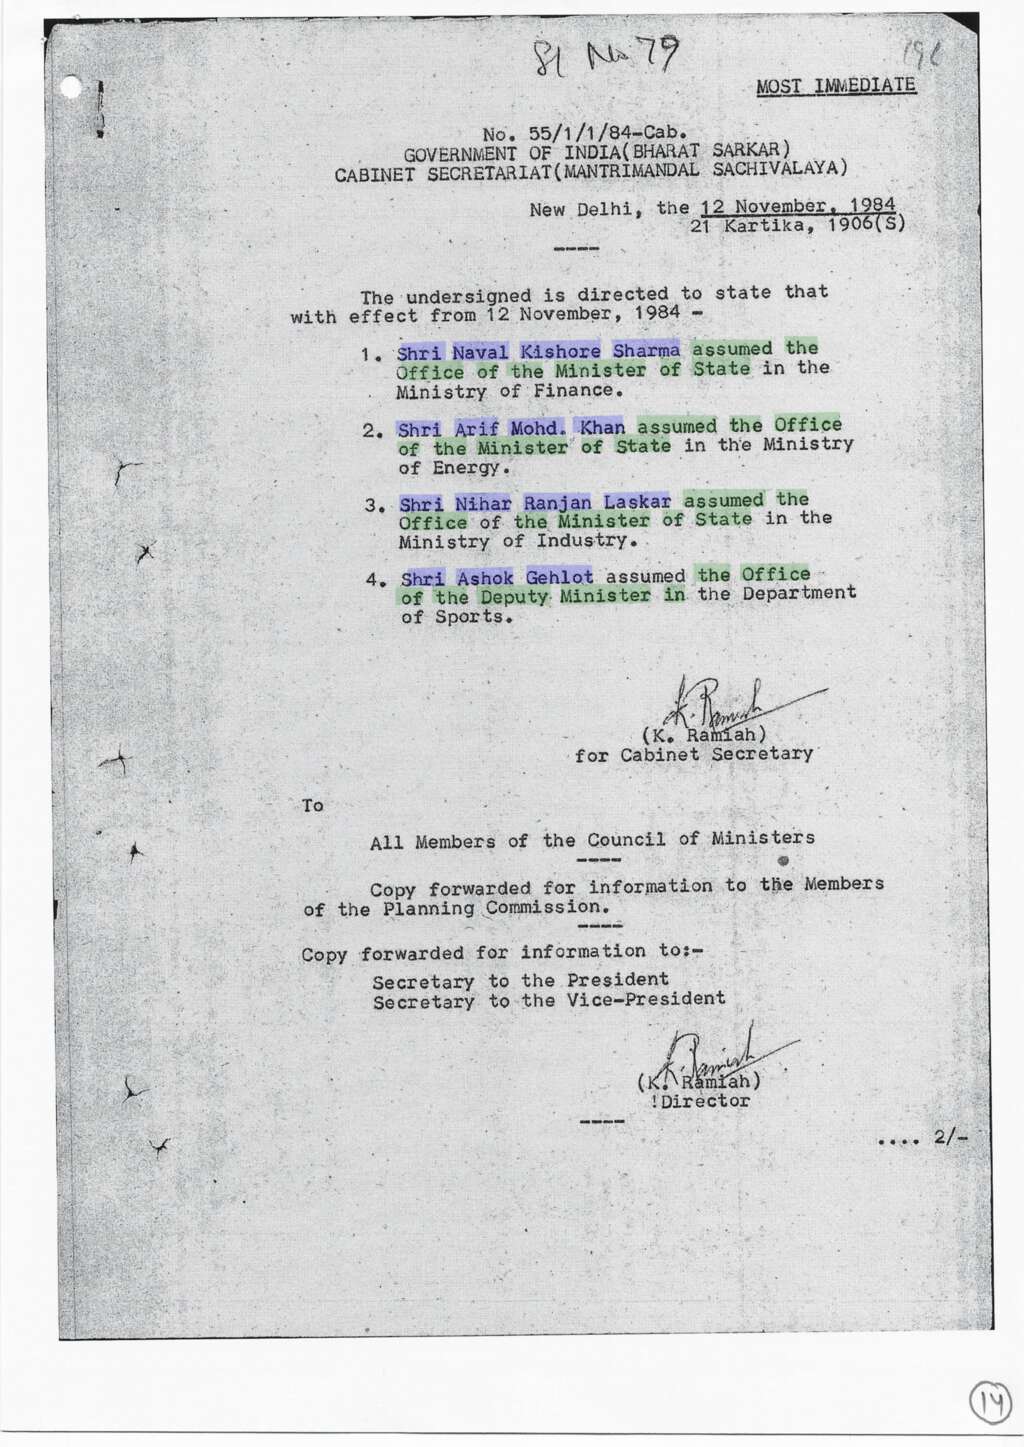 Sl No 79
196
MOST IMMEDIATE
No. 55/1/1/84-Cab.
GOVERNMENT OF INDIA(BHARAT SARKAR)
CABINET SECRETARIAT(MANTRIMANDAL SACHIVALAYA)
New Delhi, the 12 November, 1984
21 Kartika, 1906(S)
The undersigned is directed to state that
with effect from 12 November, 1984 -
1. Shri Naval Kishore Sharma assumed the
Office of the Minister of State in the
Ministry of Finance.
2. Shri Arif Mohd. Khan assumed the Office
of the Minister of State in the Ministry
of Energy.
3. Shri Nihar Ranjan Laskar assumed the
Office of the Minister of State in the
Ministry of Industry.
4. Shri Ashok Gehlot assumed the Office
of the Deputy Minister in the Department
of Sports.
K. Ramiah
(K. Ramiah)
for Cabinet Secretary
To
All Members of the Council of Ministers
Copy forwarded for information to the Members
of the Planning Commission.
Copy forwarded for information to:-
Secretary to the President
Secretary to the Vice-President
K. Ramiah
(K. Ramiah)
!Director
.... 2/-
14